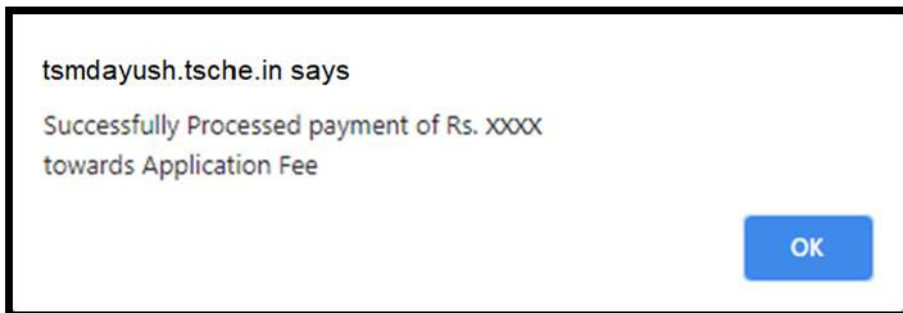 tsmdayush.tsche.in says
Successfully Processed payment of Rs. XXXX
towards Application Fee
OK